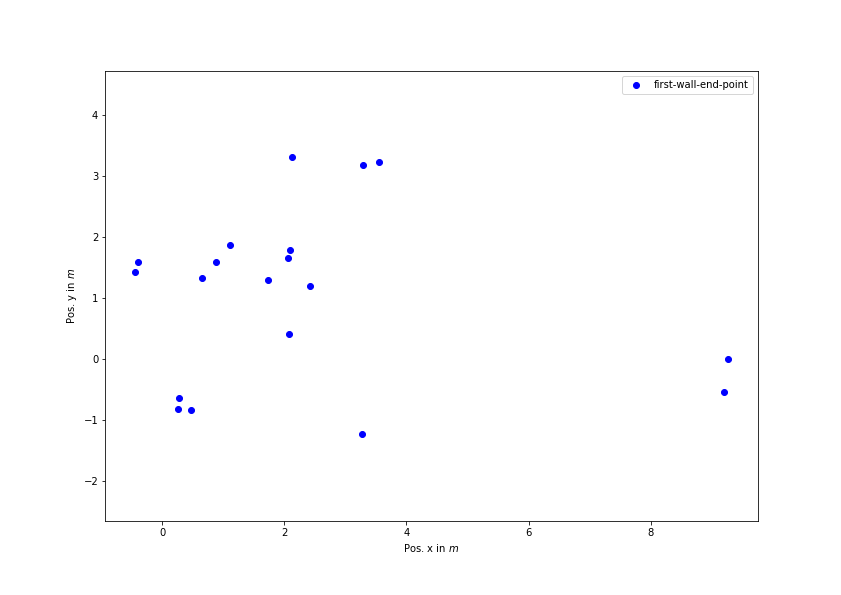 first-wall-end-point
4
3
2
1
0
−1
−2
Pos. y in m
0 2 4 6 8
Pos. x in m